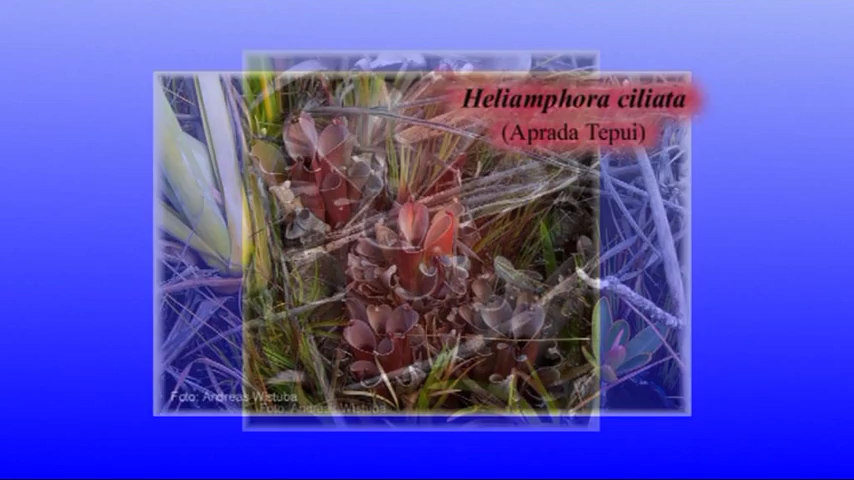 Heliamphora ciliata
(Aprada Tepui)
Foto: Andreas Wistuba
Foto: Andreas Wistuba